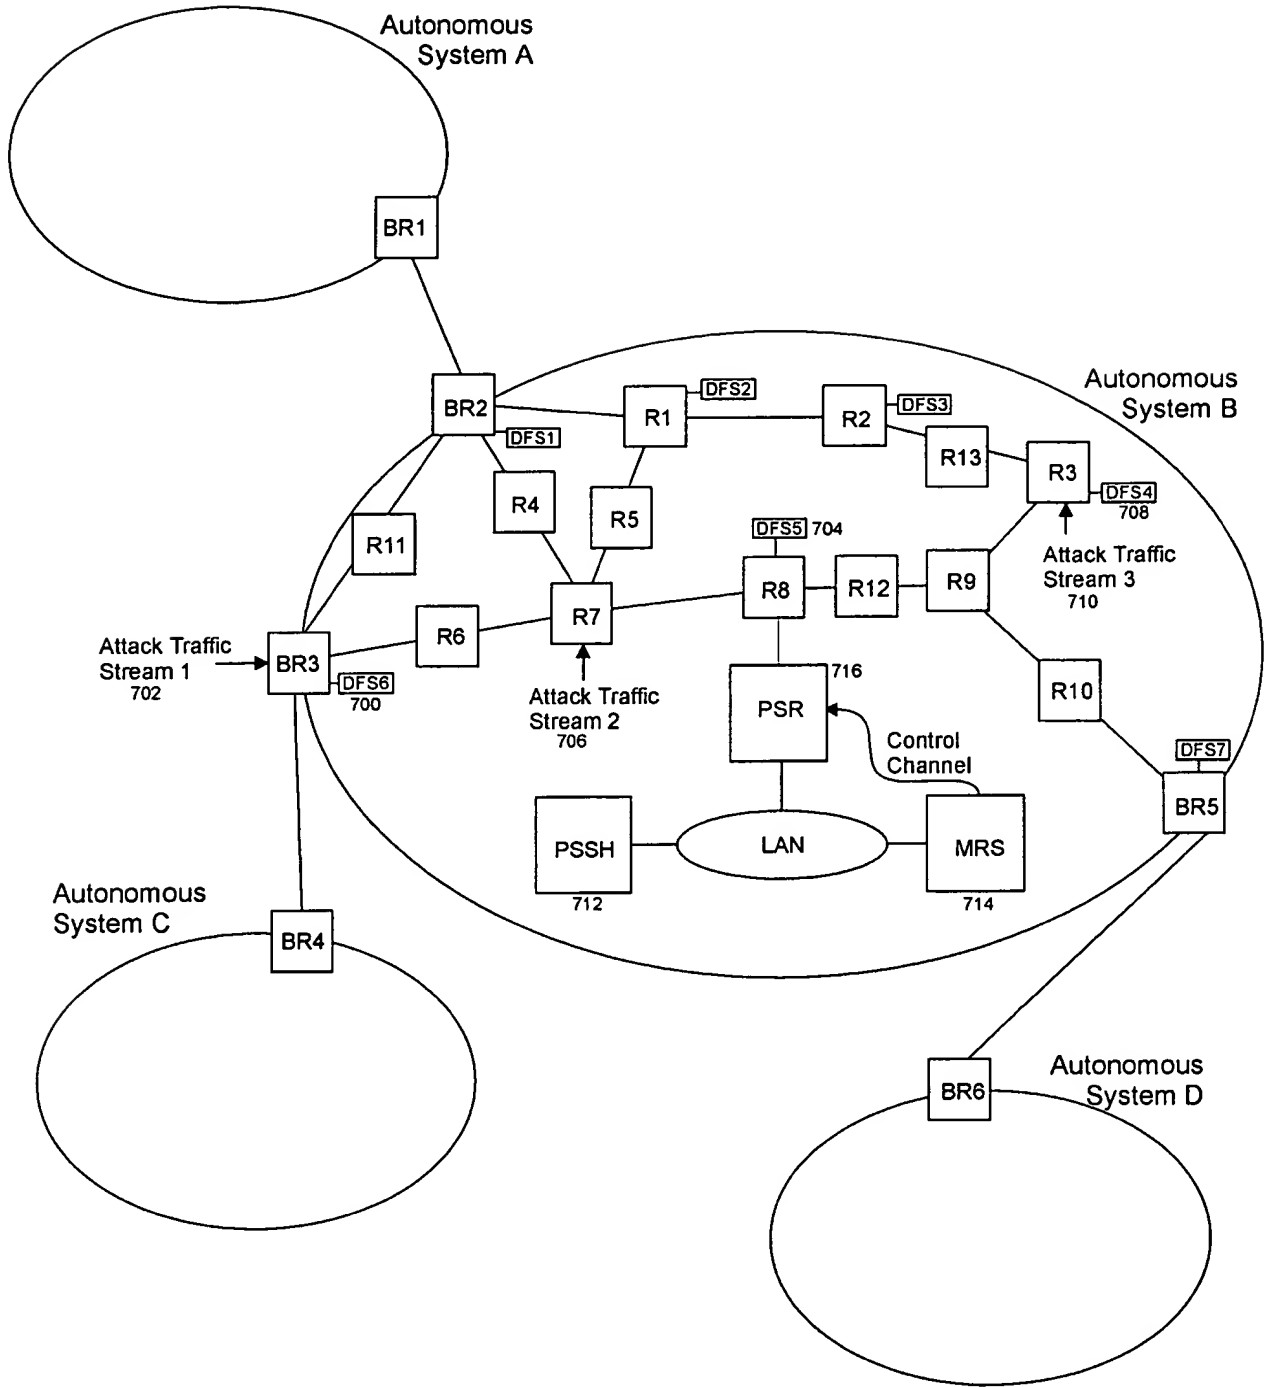 Autonomous
System A
BR1
Autonomous
System B
BR2
DFS1
R1
DFS2
R2
DFS3
R13
R3
DFS4
708
R4
R5
R11
DFS5 704
Attack Traffic
Stream 3
710
R8
R12
R9
R7
R6
Attack Traffic
Stream 1
702
BR3
DFS6
700
Attack Traffic
Stream 2
706
716
PSR
R10
Control
Channel
DFS7
BR5
PSSH
712
LAN
MRS
714
Autonomous
System C
BR4
Autonomous
System D
BR6